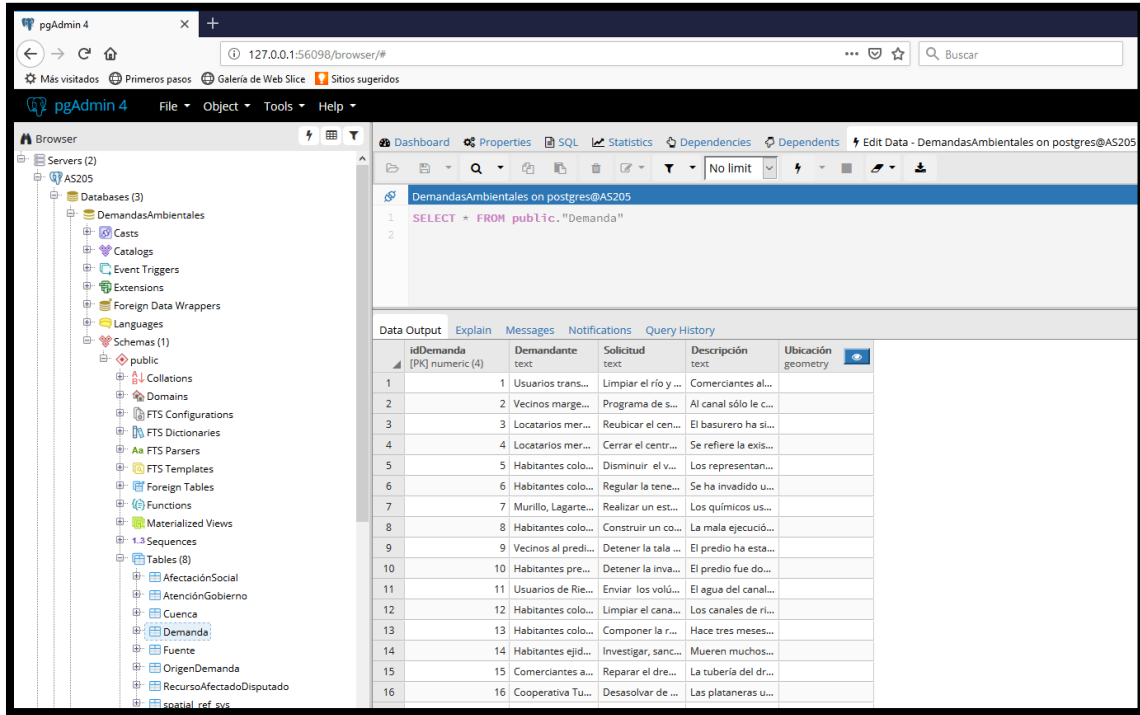 pgAdmin 4
127.0.0.1:56098/browser/#
Buscar
Más visitados Primeros pasos Galería de Web Slice Sitios sugeridos
pgAdmin 4 File Object Tools Help
Browser
Servers (2)
AS205
Databases (3)
DemandasAmbientales
Casts
Catalogs
Event Triggers
Extensions
Foreign Data Wrappers
Languages
Schemas (1)
public
Collations
Domains
FTS Configurations
FTS Dictionaries
FTS Parsers
FTS Templates
Foreign Tables
Functions
Materialized Views
1..3 Sequences
Tables (8)
AfectaciónSocial
AtenciónGobierno
Cuenca
Demanda
Fuente
OrigenDemanda
RecursoAfectadoDisputado
spatial_ref_sys
Dashboard Properties SQL Statistics Dependencies Dependents Edit Data - DemandasAmbientales on postgres@AS205
No limit
DemandasAmbientales on postgres@AS205
1 SELECT * FROM public."Demanda"
2
Data Output Explain Messages Notifications Query History
idDemanda Demandante Solicitud Descripción Ubicación
[PK] numeric (4) text text text geometry
1 1 Usuarios trans... Limpiar el río y ... Comerciantes al...
2 2 Vecinos marge... Programa de s... Al canal sólo le c...
3 3 Locatarios mer... Reubicar el cen... El basurero ha si...
4 4 Locatarios mer... Cerrar el centr... Se refiere la exis...
5 5 Habitantes colo... Disminuir el v... Los representan...
6 6 Habitantes colo... Regular la tene... Se ha invadido u...
7 7 Murillo, Lagarte... Realizar un est... Los químicos us...
8 8 Habitantes colo... Construir un co... La mala ejecució...
9 9 Vecinos al predi... Detener la tala ... El predio ha esta...
10 10 Habitantes pre... Detener la inva... El predio fue do...
11 11 Usuarios de Rie... Enviar los volú... El agua del canal...
12 12 Habitantes colo... Limpiar el cana... Los canales de ri...
13 13 Habitantes colo... Componer la r... Hace tres meses...
14 14 Habitantes ejid... Investigar, sanc... Mueren muchos...
15 15 Comerciantes a... Reparar el dre... La tubería del dr...
16 16 Cooperativa Tu... Desasolvar de ... Las plataneras u...